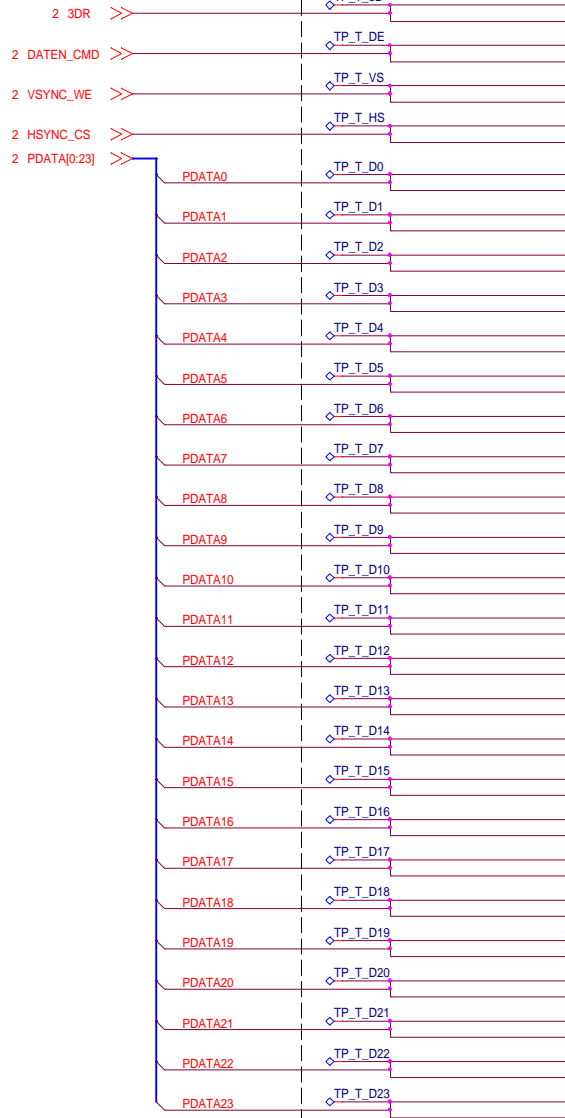 2 3DR
2 DATEN_CMD
TP_T_DE
2 VSYNC_WE
TP_T_VS
2 HSYNC_CS
TP_T_HS
2 PDATA[0:23]
PDATA0
TP_T_D0
PDATA1
TP_T_D1
PDATA2
TP_T_D2
PDATA3
TP_T_D3
PDATA4
TP_T_D4
PDATA5
TP_T_D5
PDATA6
TP_T_D6
PDATA7
TP_T_D7
PDATA8
TP_T_D8
PDATA9
TP_T_D9
PDATA10
TP_T_D10
PDATA11
TP_T_D11
PDATA12
TP_T_D12
PDATA13
TP_T_D13
PDATA14
TP_T_D14
PDATA15
TP_T_D15
PDATA16
TP_T_D16
PDATA17
TP_T_D17
PDATA18
TP_T_D18
PDATA19
TP_T_D19
PDATA20
TP_T_D20
PDATA21
TP_T_D21
PDATA22
TP_T_D22
PDATA23
TP_T_D23